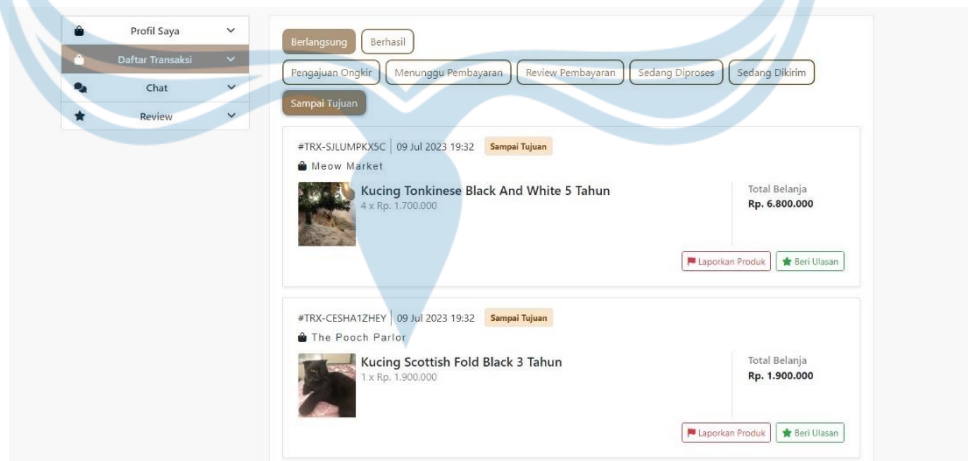 Profil Saya
Daftar Transaksi
Chat
Review
Berlangsung Berhasil
Pengajuan Ongkir Menunggu Pembayaran Review Pembayaran Sedang Diproses Sedang Dikirim
Sampai Tujuan
#TRX-SJLUMPKX5C 09 Jul 2023 19:32 Sampai Tujuan
Meow Market
Kucing Tonkinese Black And White 5 Tahun
4 x Rp. 1.700.000
Total Belanja
Rp. 6.800.000
Laporkan Produk Beri Ulasan
#TRX-CESHA1ZHEY 09 Jul 2023 19:32 Sampai Tujuan
The Pooch Parlor
Kucing Scottish Fold Black 3 Tahun
1 x Rp. 1.900.000
Total Belanja
Rp. 1.900.000
Laporkan Produk Beri Ulasan